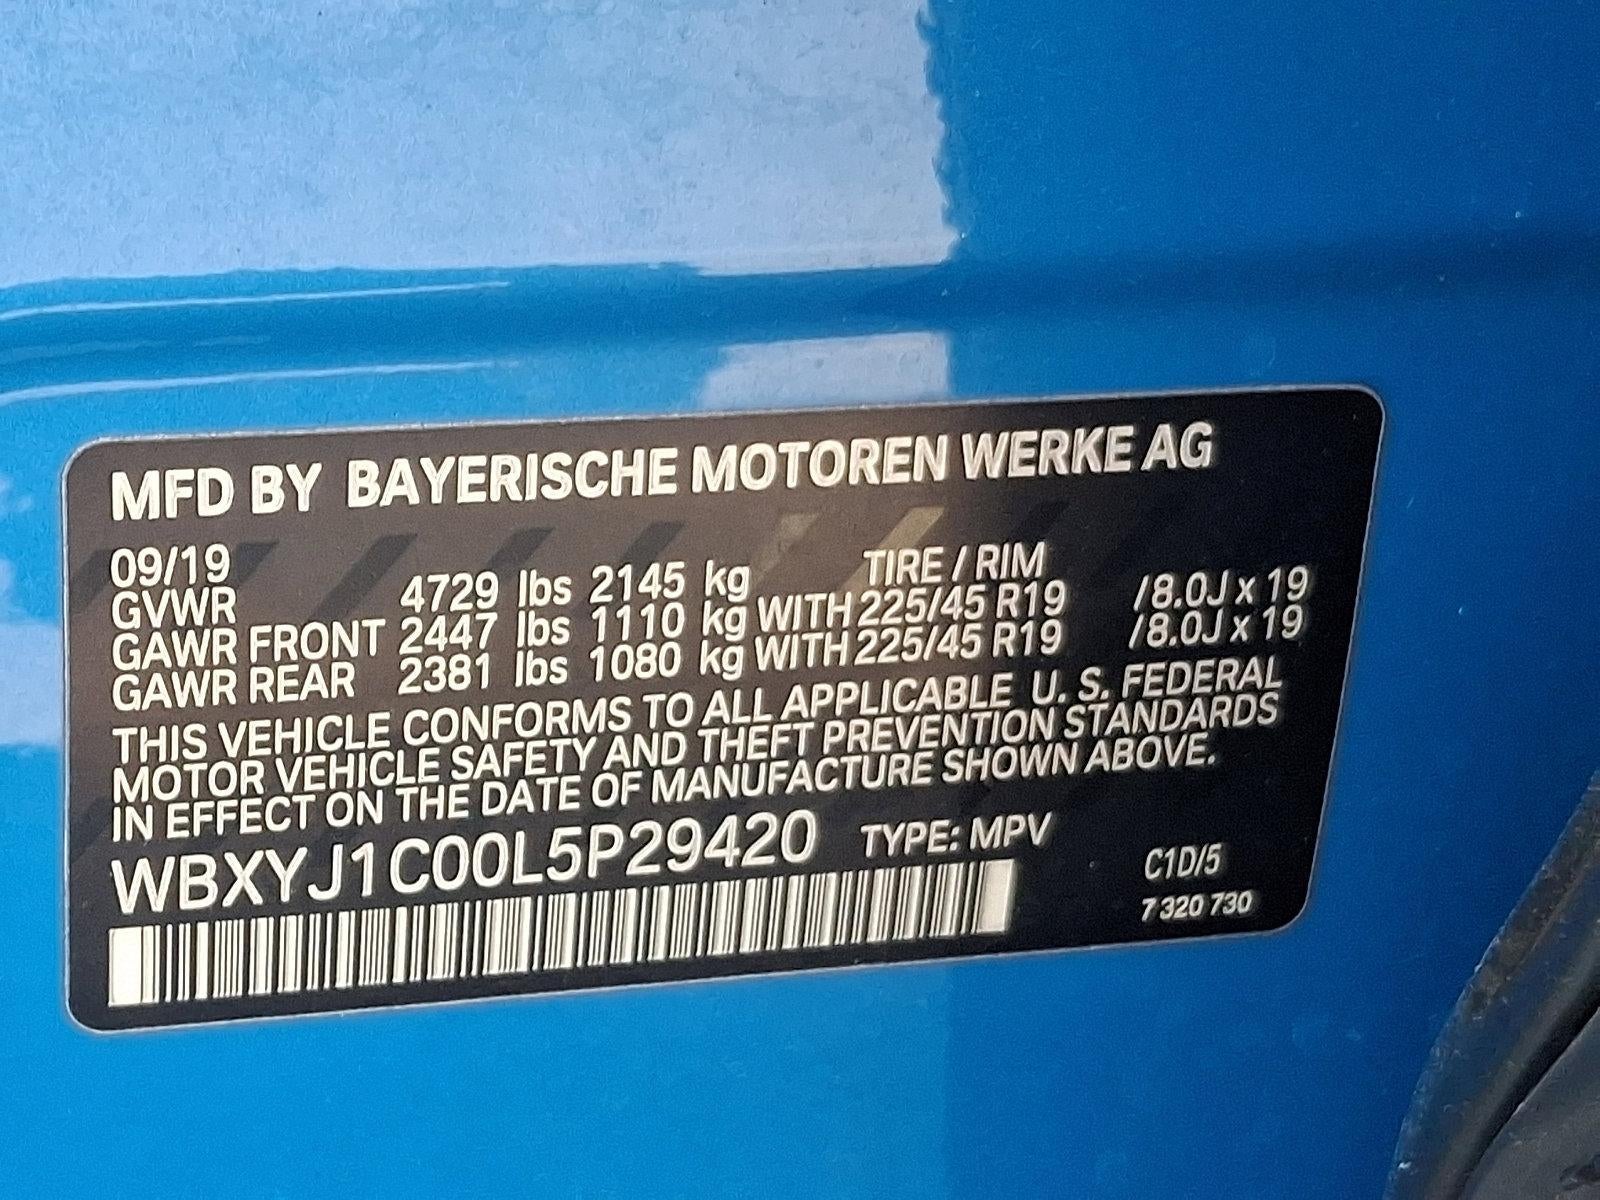 MFD BY BAYERISCHE MOTOREN WERKE AG
09/19 TIRE / RIM
GVWR 4729 lbs 2145 kg
GAWR FRONT 2447 lbs 1110 kg WITH 225/45 R19 /8.0J x 19
GAWR REAR 2381 lbs 1080 kg WITH 225/45 R19 /8.0J x 19
THIS VEHICLE CONFORMS TO ALL APPLICABLE U. S. FEDERAL
MOTOR VEHICLE SAFETY AND THEFT PREVENTION STANDARDS
IN EFFECT ON THE DATE OF MANUFACTURE SHOWN ABOVE.
WBXYJ1C00L5P29420 TYPE: MPV
C1D/5
7 320 730